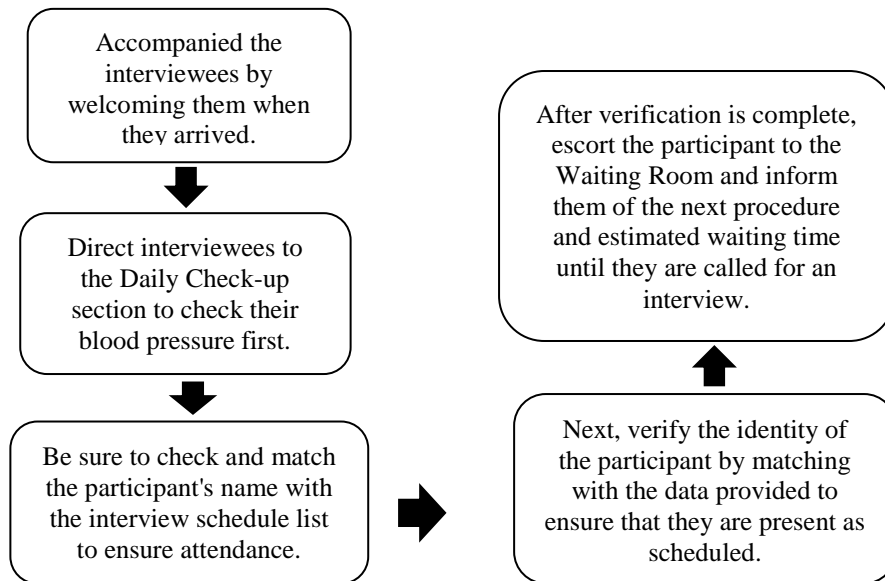 Accompanied the
interviewees by
welcoming them when
they arrived.
Direct interviewees to
the Daily Check-up
section to check their
blood pressure first.
Be sure to check and match
the participant's name with
the interview schedule list
to ensure attendance.
Next, verify the identity of
the participant by matching
with the data provided to
ensure that they are present as
scheduled.
After verification is complete,
escort the participant to the
Waiting Room and inform
them of the next procedure
and estimated waiting time
until they are called for an
interview.